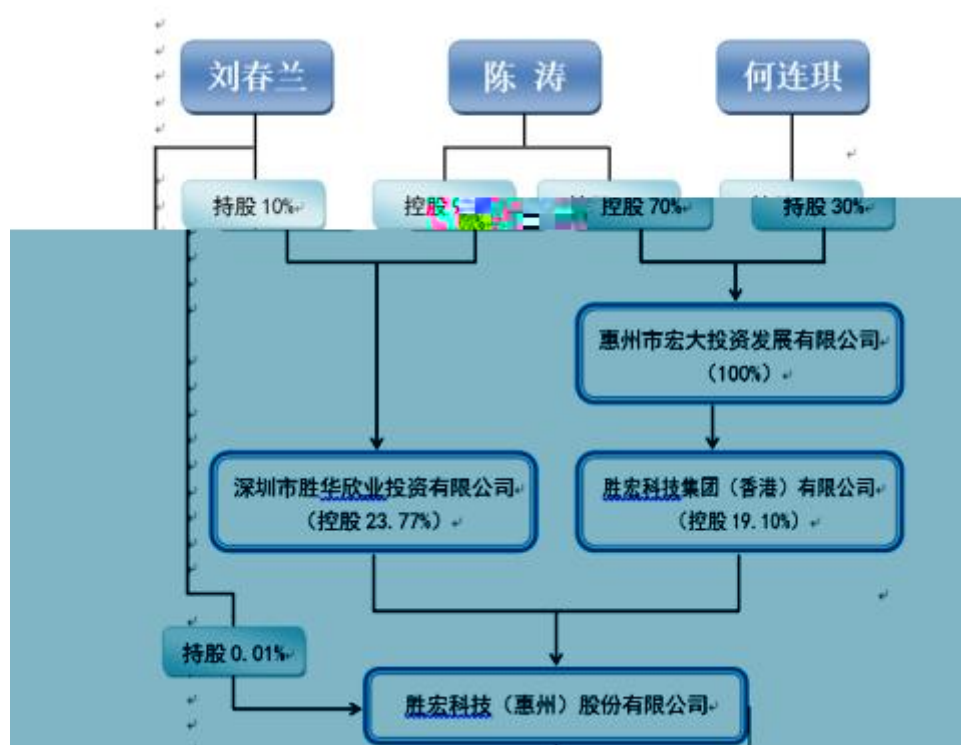 刘春兰
陈 涛
何连琪
持股 10%
控股
控股 70%
持股 30%
惠州市宏大投资发展有限公司
（100%）
深圳市胜华欣业投资有限公司
（控股 23.77%）
胜宏科技集团（香港）有限公司
（控股 19.10%）
持股 0.01%
胜宏科技（惠州）股份有限公司